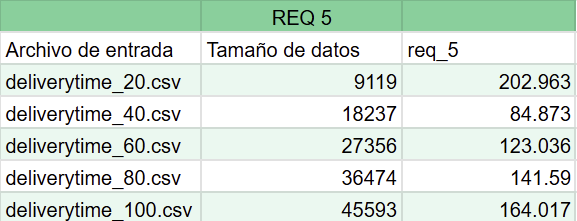 REQ 5
Archivo de entrada Tamaño de datos req_5
deliverytime_20.csv 9119 202.963
deliverytime_40.csv 18237 84.873
deliverytime_60.csv 27356 123.036
deliverytime_80.csv 36474 141.59
deliverytime_100.csv 45593 164.017